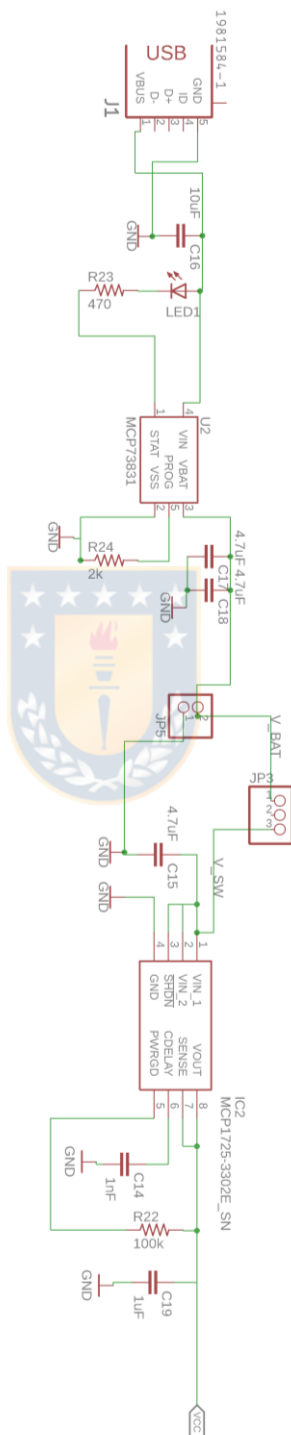 1981584-1
USB
J1
GND
ID
D+
D-
VBUS
5
4
3
2
1
10uF
C16
GND
R23
470
LED1
U2
MCP73831
VIN
VBAT
PROG
STAT
VSS
4
1
3
5
2
GND
R24
2k
4.7uF
C17
4.7uF
C18
GND
JP5
1
2
V_BAT
JP3
1
2
3
V_SW
4.7uF
C15
GND
GND
IC2
MCP1725-3302E_SN
VIN_1
VIN_2
SHDN
GND
VOUT
SENSE
CDELAY
PWRGD
1
2
3
4
8
7
6
5
GND
1nF
C14
R22
100k
GND
1uF
C19
VCC